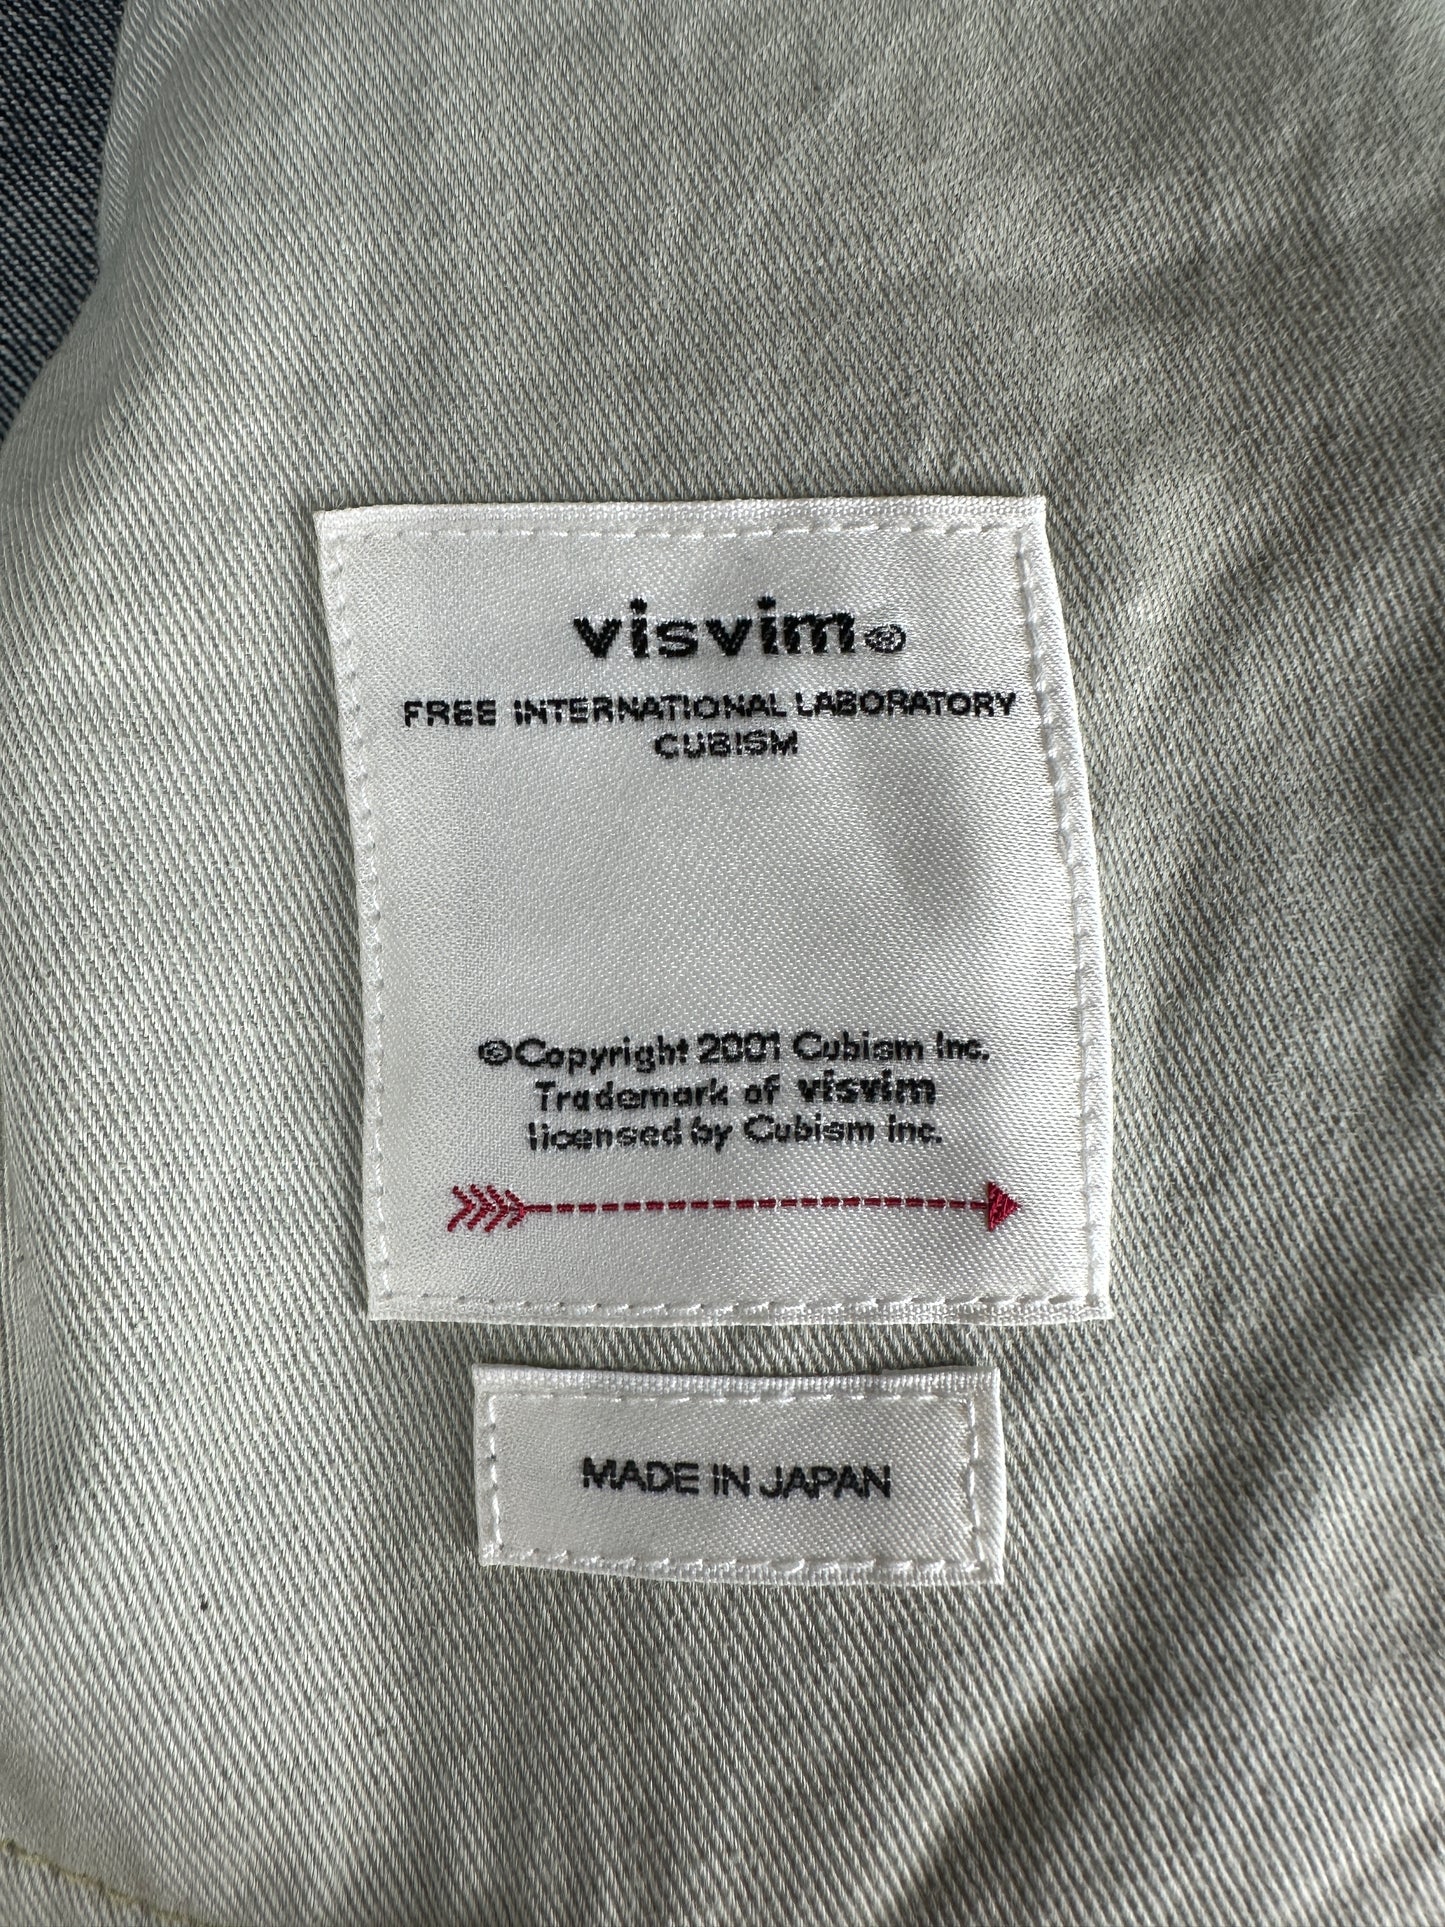 visvim®
FREE INTERNATIONAL LABORATORY
CUBISM
©Copyright 2001 Cubism Inc.
Trademark of visvim
licensed by Cubism Inc.
MADE IN JAPAN